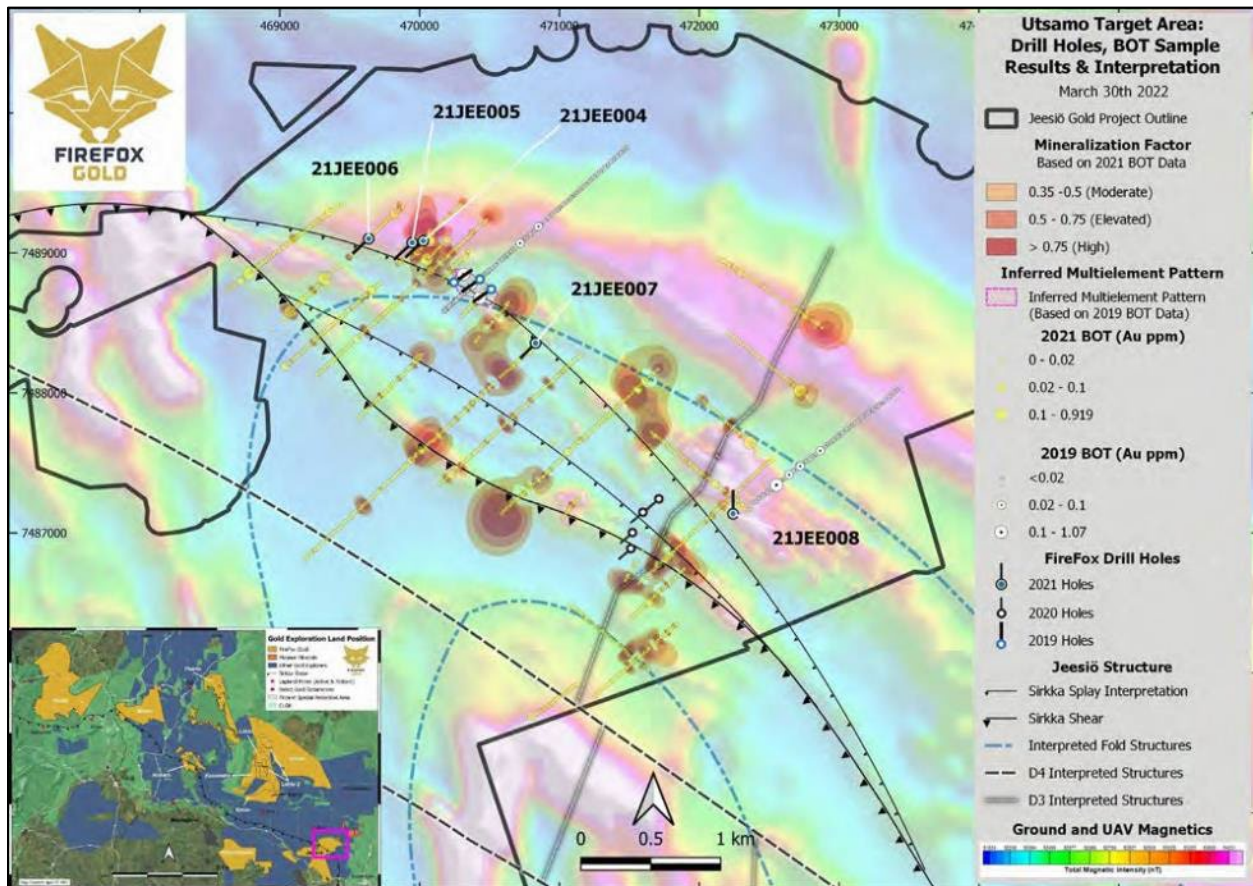 469000
470000
471000
472000
473000
7489000
7488000
7487000
FIREFOX
GOLD
21JEE005
21JEE004
21JEE006
21JEE007
21JEE008
0
0.5
1 km
Utsamo Target Area:
Drill Holes, BOT Sample
Results & Interpretation
March 30th 2022
Jeesiö Gold Project Outline
Mineralization Factor
Based on 2021 BOT Data
0.35 -0.5 (Moderate)
0.5 - 0.75 (Elevated)
> 0.75 (High)
Inferred Multielement Pattern
Inferred Multielement Pattern
(Based on 2019 BOT Data)
2021 BOT (Au ppm)
0 - 0.02
0.02 - 0.1
0.1 - 0.919
2019 BOT (Au ppm)
<0.02
0.02 - 0.1
0.1 - 1.07
FireFox Drill Holes
2021 Holes
2020 Holes
2019 Holes
Jeesiö Structure
Sirkka Splay Interpretation
Sirkka Shear
Interpreted Fold Structures
D4 Interpreted Structures
D3 Interpreted Structures
Ground and UAV Magnetics
Total Magnetic Intensity (nT)
Gold Exploration Land Position
FireFox Gold
Other Gold Explorers